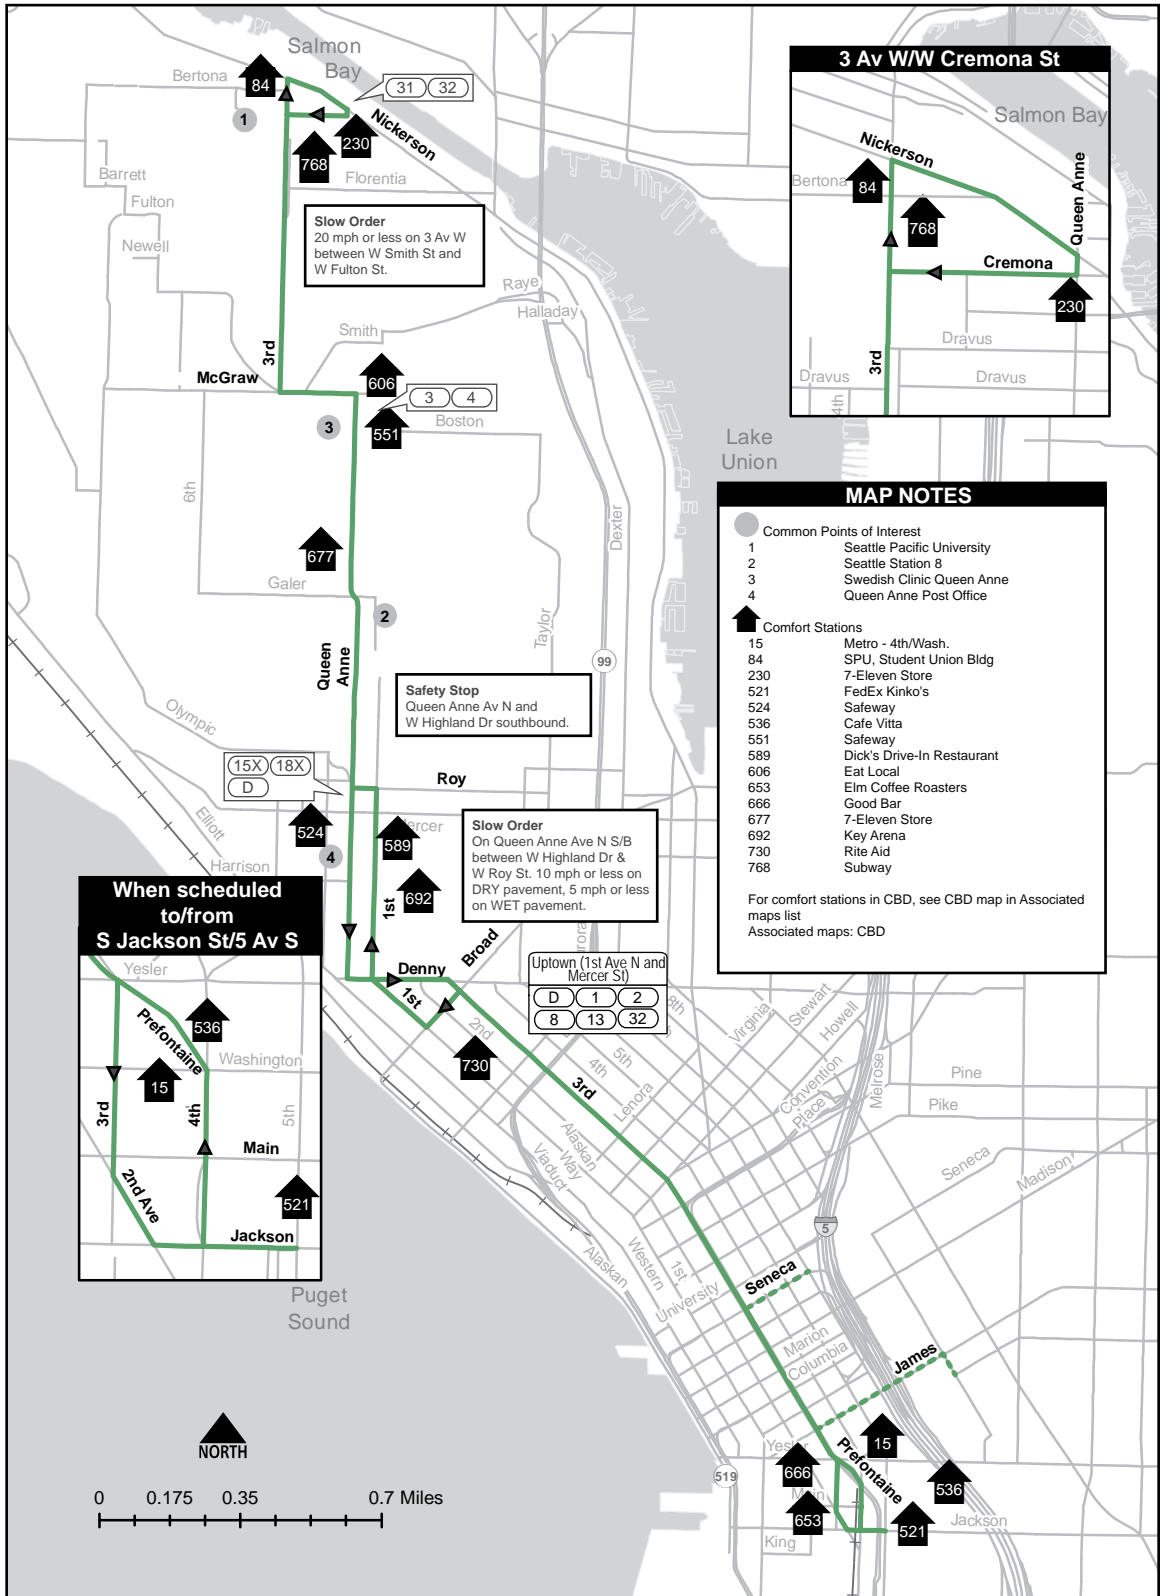 Salmon
Bay
Bertona
84
31 32
1
Nickerson
230
768
Florentia
Barrett
Fulton
Newell
Slow Order
20 mph or less on 3 Av W
between W Smith St and
W Fulton St.
Raye
Halladay
Smith
3rd
McGraw
606
3 4
3
551
Boston
6th
677
Galer
2
Dexter
Taylor
99
Queen
Anne
Safety Stop
Queen Anne Av N and
W Highland Dr southbound.
Olympic
15X 18X
D
Roy
Elliott
524
Mercer
589
4
Harrison
692
1st
Slow Order
On Queen Anne Ave N S/B
between W Highland Dr &
W Roy St. 10 mph or less on
DRY pavement, 5 mph or less
on WET pavement.
3 Av W/W Cremona St
Salmon Bay
Nickerson
Bertona
84
768
Queen Anne
Cremona
230
Dravus
3rd
Dravus
Dravus
4th
Lake
Union
MAP NOTES
Common Points of Interest
1 Seattle Pacific University
2 Seattle Station 8
3 Swedish Clinic Queen Anne
4 Queen Anne Post Office
Comfort Stations
15 Metro - 4th/Wash.
84 SPU, Student Union Bldg
230 7-Eleven Store
521 FedEx Kinko's
524 Safeway
536 Cafe Vitta
551 Safeway
589 Dick's Drive-In Restaurant
606 Eat Local
653 Elm Coffee Roasters
666 Good Bar
677 7-Eleven Store
692 Key Arena
730 Rite Aid
768 Subway
For comfort stations in CBD, see CBD map in Associated
maps list
Associated maps: CBD
When scheduled
to/from
S Jackson St/5 Av S
Yesler
Prefontaine
536
Washington
15
3rd
4th
5th
Main
2nd Ave
521
Jackson
Denny
Broad
1st
2nd
730
Uptown (1st Ave N and
Mercer St)
D 1 2
8 13 32
8th
5th
4th
3rd
Lenora
Virginia
Stewart
Howell
Convention
Place
Melrose
Pine
Pike
Seneca
Madison
Alaskan
Way
Viaduct
5
Alaskan
Western
1st
University
Seneca
Marion
Columbia
James
Puget
Sound
NORTH
0 0.175 0.35 0.7 Miles
519
Yesler
666
Prefontaine
15
536
Main
653
Jackson
521
King